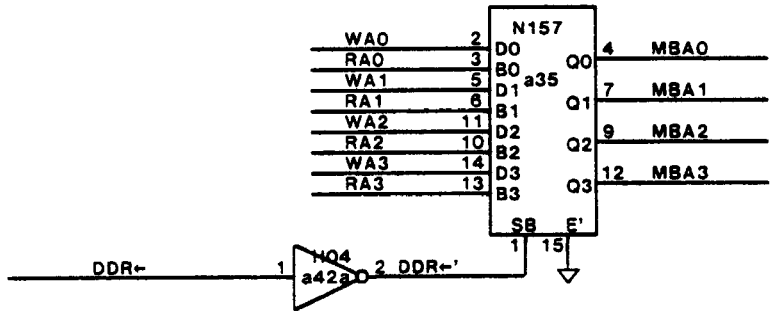 N157
a35
WA0 2 D0
RA0 3 B0
WA1 5 D1
RA1 6 B1
WA2 11 D2
RA2 10 B2
WA3 14 D3
RA3 13 B3
Q0 4 MBA0
Q1 7 MBA1
Q2 9 MBA2
Q3 12 MBA3
SB E'
1 15
H04
DDR← 1 a42a 2 DDR←'